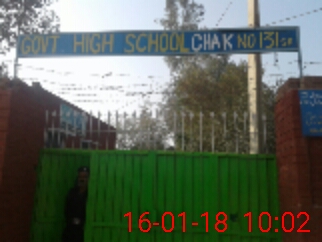 GOVT HIGH SCHOOL CHAK NO 131 S.B
16-01-18 10:02